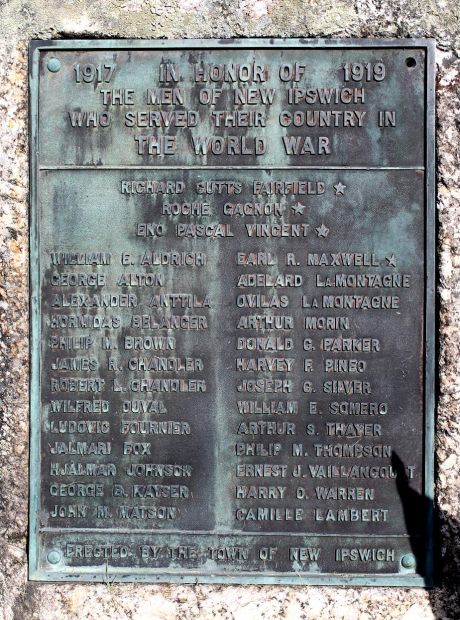 1917 IN HONOR OF 1919
THE MEN OF NEW IPSWICH
WHO SERVED THEIR COUNTRY IN
THE WORLD WAR
RICHARD CUTTS FAIRFIELD ★
ROCHE GAGNON ★
ENO PASCAL VINCENT ★
WILLIAM E. ALDRICH
GEORGE ALTON
ALEXANDER ANTTILA
HORMIDAS BELANGER
PHILIP M. BROWN
JAMES R. CHANDLER
ROBERT L. CHANDLER
WILFRED DUVAL
LUDOVIC FOURNIER
JALMARI FOX
HJALMAR JOHNSON
GEORGE B. KAYSER
JOHN M. MATSON
EARL R. MAXWELL ★
ADELARD LAMONTAGNE
OVILAS LAMONTAGNE
ARTHUR MORIN
DONALD C. PARKER
HARVEY F. PINEO
JOSEPH G. SILVER
WILLIAM E. SOMERO
ARTHUR S. THAYER
PHILIP M. THOMPSON
ERNEST J. VAILLANCOURT
HARRY O. WARREN
CAMILLE LAMBERT
ERECTED BY THE TOWN OF NEW IPSWICH